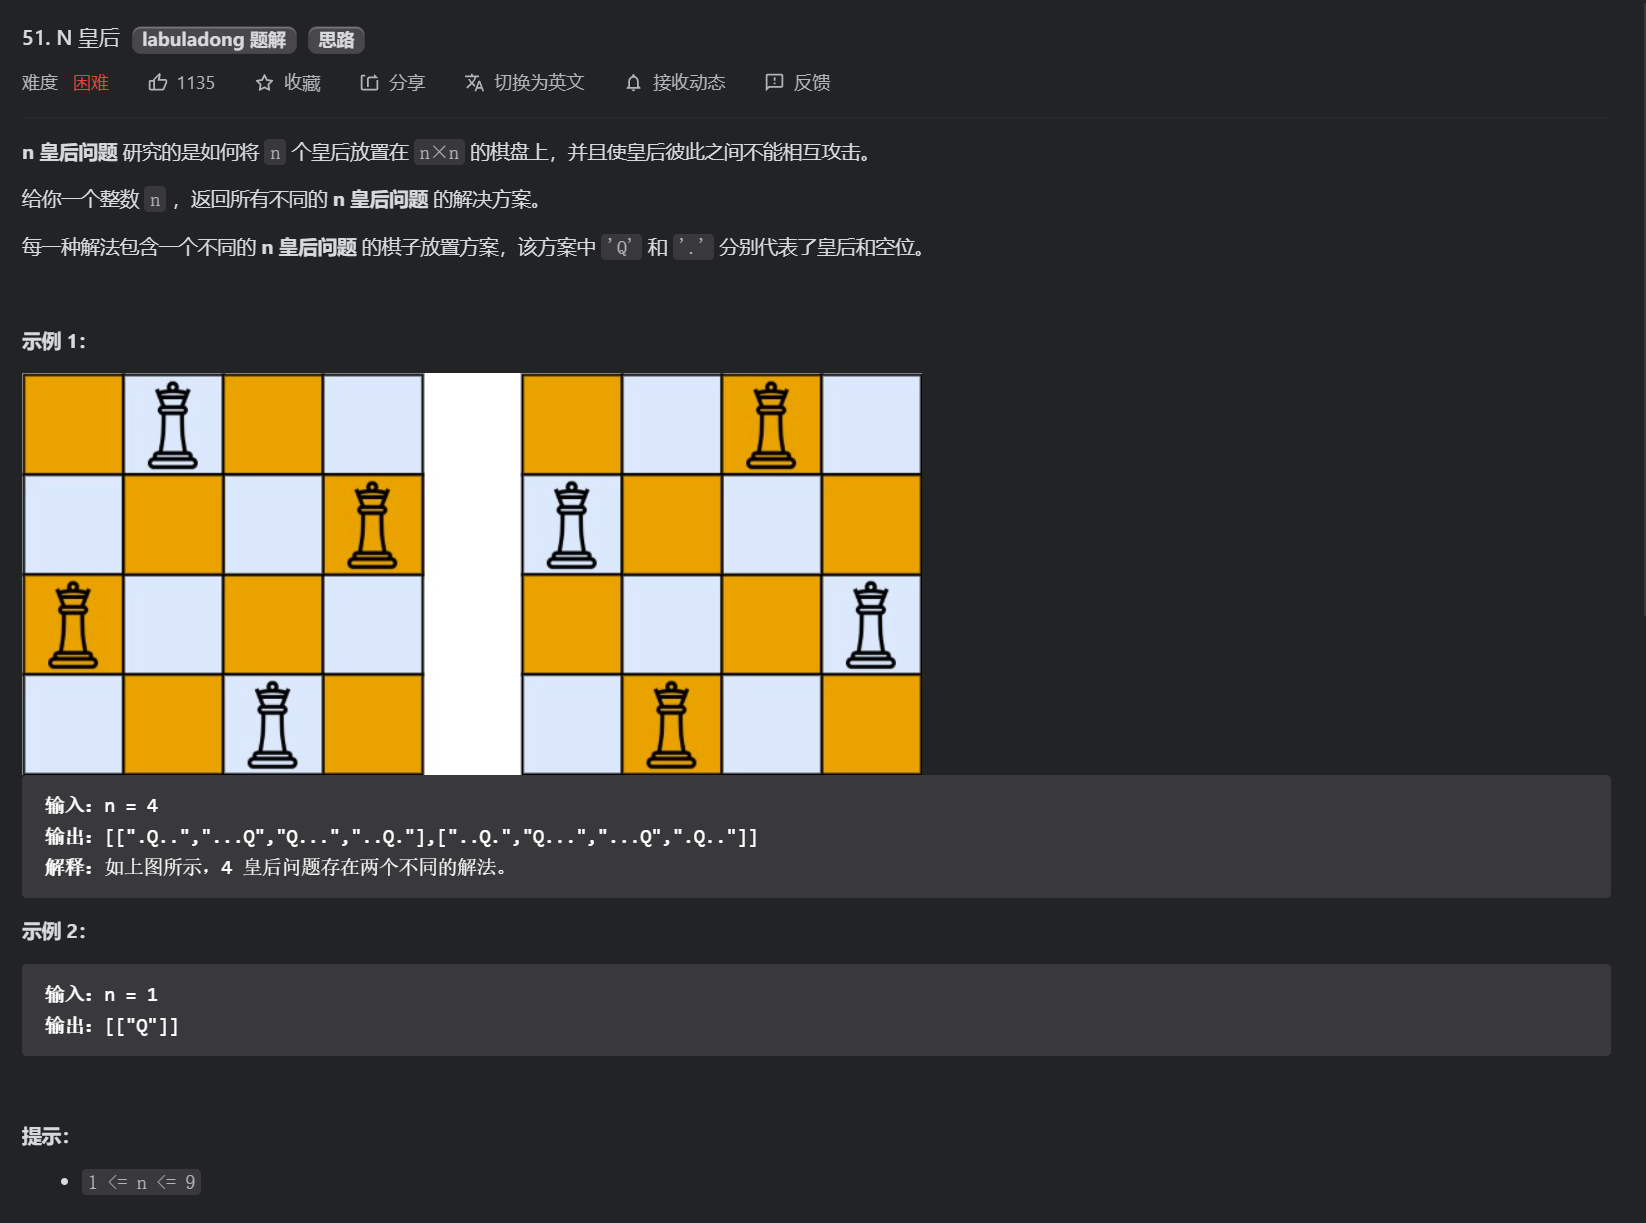 51. N 皇后 labuladong 题解 思路
难度 困难 1135 收藏 分享 切换为英文 接收动态 反馈
n 皇后问题 研究的是如何将 n 个皇后放置在 n×n 的棋盘上，并且使皇后彼此之间不能相互攻击。
给你一个整数 n ，返回所有不同的 n 皇后问题 的解决方案。
每一种解法包含一个不同的 n 皇后问题 的棋子放置方案，该方案中 'Q' 和 '.' 分别代表了皇后和空位。
示例 1：
输入：n = 4
输出：[[".Q..","...Q","Q...","..Q."],["..Q.","Q...","...Q",".Q.."]]
解释：如上图所示，4 皇后问题存在两个不同的解法。
示例 2：
输入：n = 1
输出：[["Q"]]
提示：
• 1 <= n <= 9